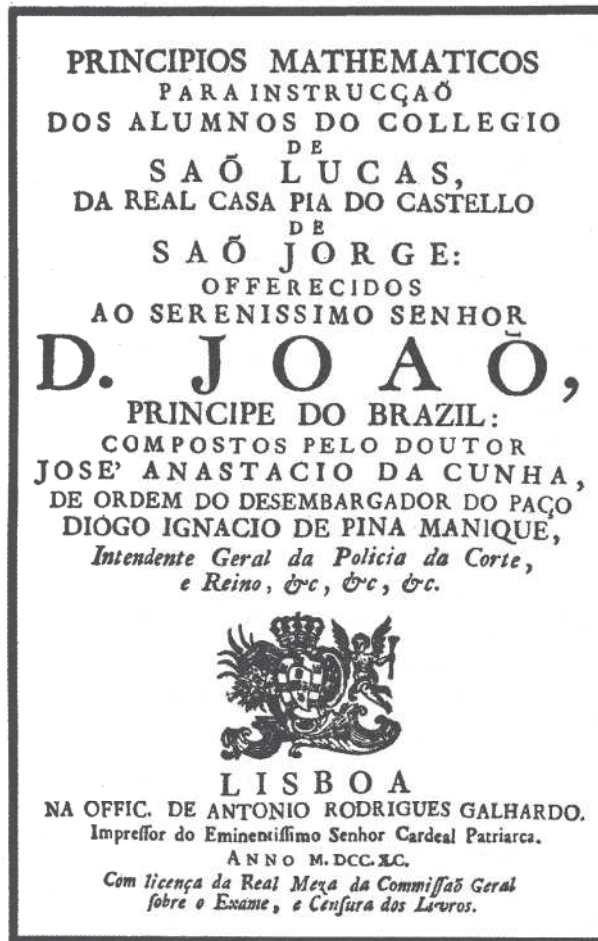 PRINCIPIOS MATHEMATICOS
PARA INSTRUCÇAÕ
DOS ALUMNOS DO COLLEGIO
DE
SAÕ LUCAS,
DA REAL CASA PIA DO CASTELLO
DE
SAÕ JORGE:
OFFERECIDOS
AO SERENISSIMO SENHOR
D. JOAÕ,
PRINCIPE DO BRAZIL:
COMPOSTOS PELO DOUTOR
JOSE' ANASTACIO DA CUNHA,
DE ORDEM DO DESEMBARGADOR DO PAÇO
DIOGO IGNACIO DE PINA MANIQUE,
Intendente Geral da Policia da Corte,
e Reino, &c, &c, &c.
LISBOA
NA OFFIC. DE ANTONIO RODRIGUES GALHARDO.
Impreſſor do Eminentiſſimo Senhor Cardeal Patriarca.
ANNO M. DCC. XC.
Com licença da Real Meza da Commiſſaõ Geral
ſobre o Exame, e Cenſura dos Livros.